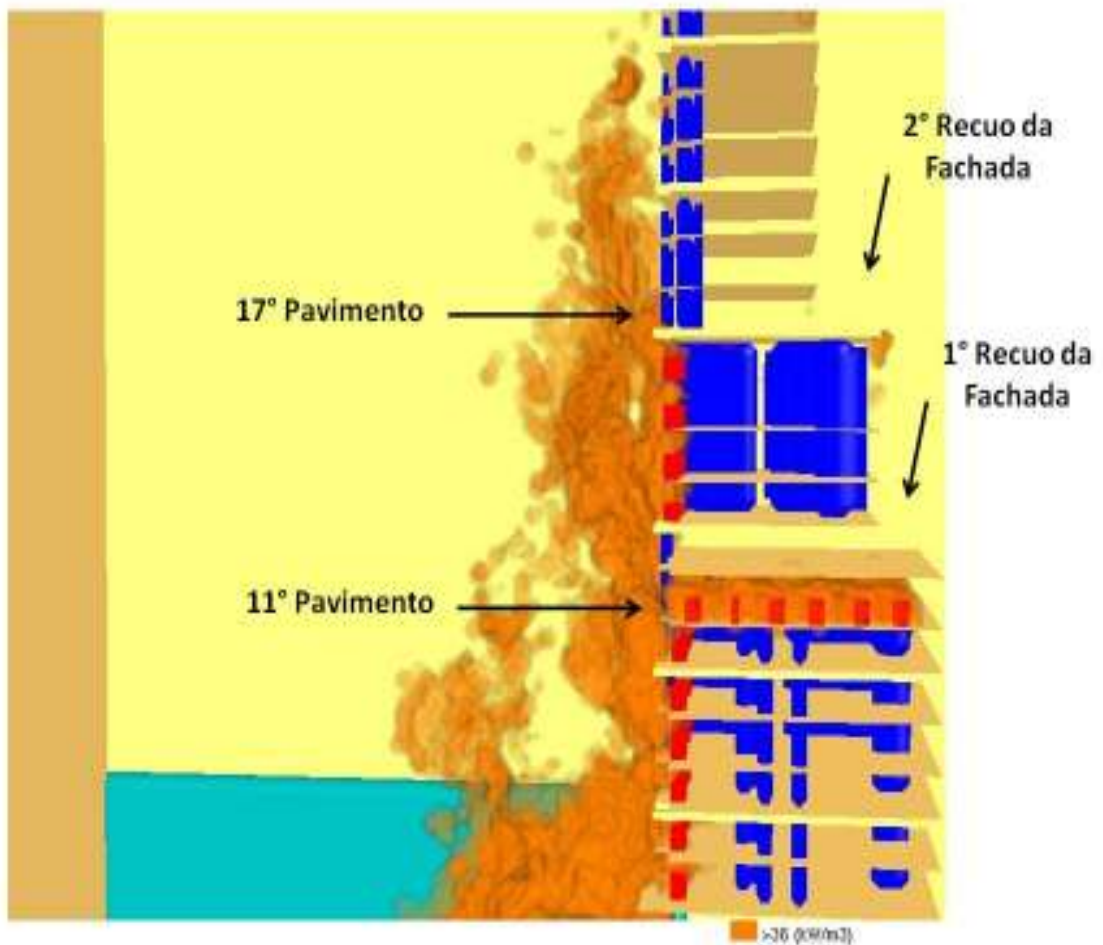 2° Recuo da
Fachada
17° Pavimento
1° Recuo da
Fachada
11° Pavimento